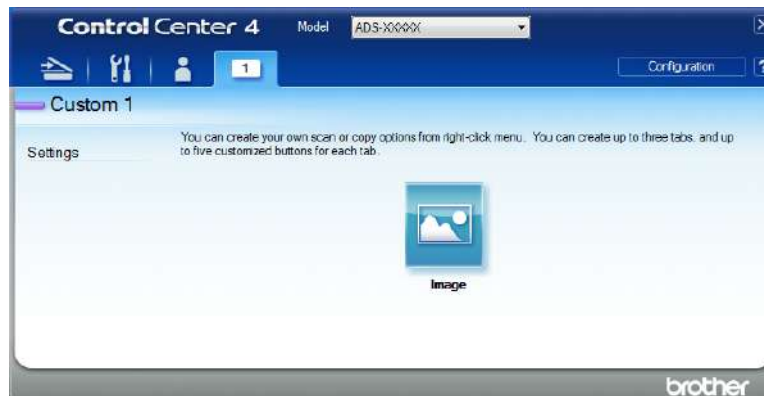 Control Center 4 Model ADS-XXXXX
1 Configuration ?
Custom 1
You can create your own scan or copy options from right-click menu. You can create up to three tabs, and up
Settings
to five customized buttons for each tab.
Image
brother